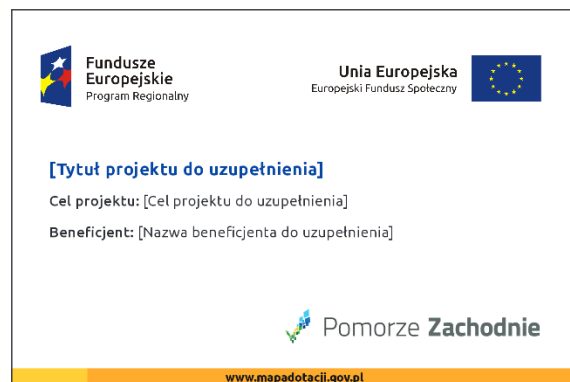 Fundusze
Europejskie
Program Regionalny
Unia Europejska
Europejski Fundusz Społeczny
[Tytuł projektu do uzupełnienia]
Cel projektu: [Cel projektu do uzupełnienia]
Beneficjent: [Nazwa beneficjenta do uzupełnienia]
Pomorze Zachodnie
www.mapadotacji.gov.pl